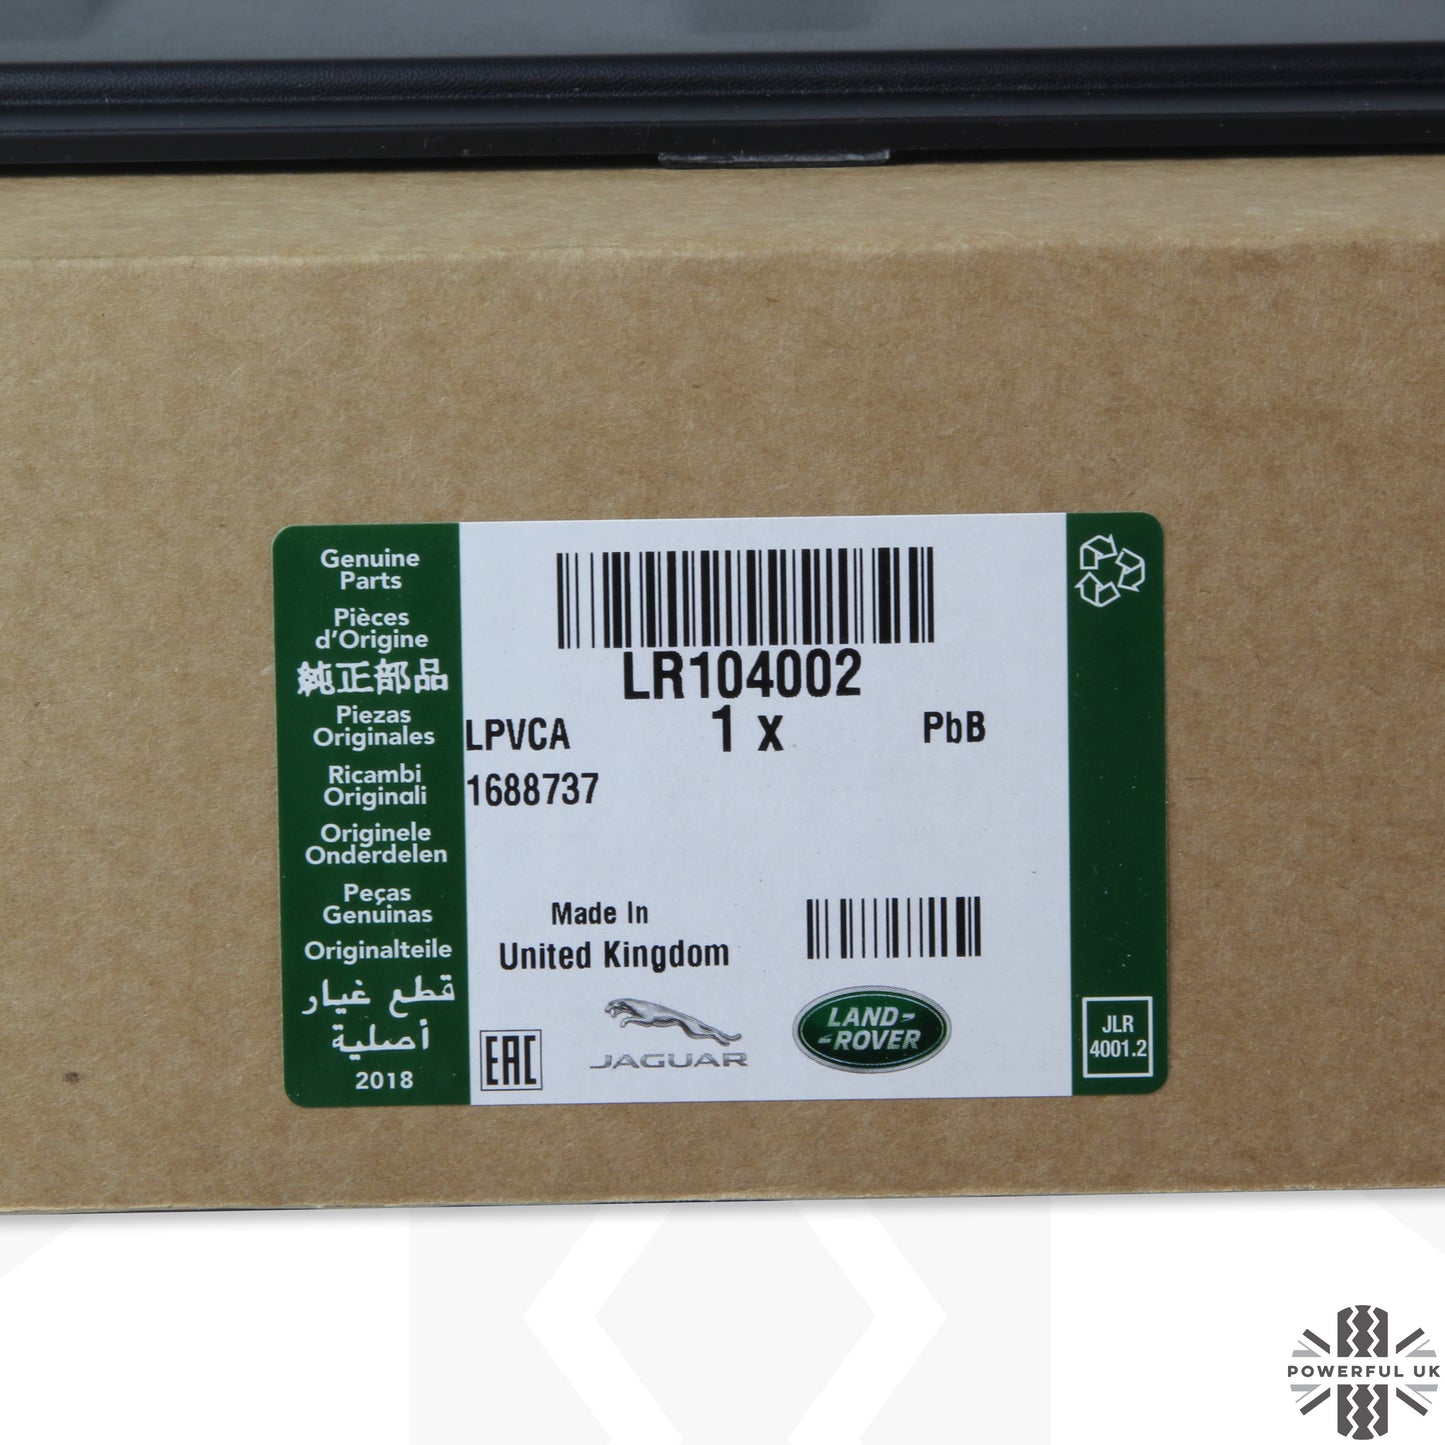 Genuine
Parts
Pièces
d'Origine
純正部品
Piezas
Originales
Ricambi
Originali
Originele
Onderdelen
Peças
Genuinas
Originalteile
قطع غيار
أصلية
2018
LR104002
LPVCA
1 x
PbB
1688737
Made In
United Kingdom
EAC
JAGUAR
LAND-
-ROVER
JLR
4001.2
POWERFUL UK